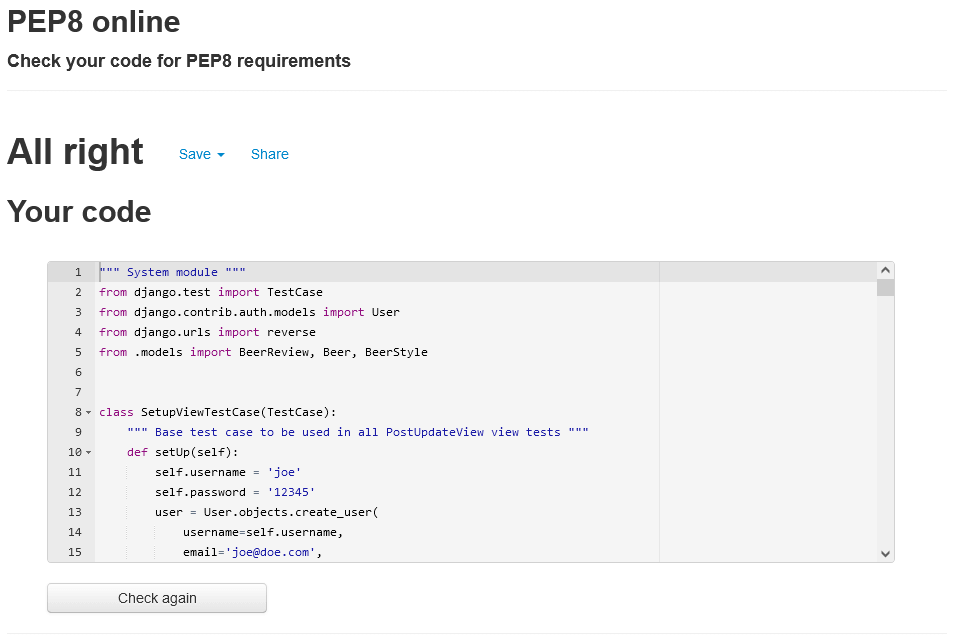 PEP8 online
Check your code for PEP8 requirements
All right Save Share
Your code
1 """ System module """
2 from django.test import TestCase
3 from django.contrib.auth.models import User
4 from django.urls import reverse
5 from .models import BeerReview, Beer, BeerStyle
6
7
8 class SetupViewTestCase(TestCase):
9     """ Base test case to be used in all PostUpdateView view tests """
10     def setUp(self):
11         self.username = 'joe'
12         self.password = '12345'
13         user = User.objects.create_user(
14             username=self.username,
15             email='joe@doe.com',
Check again